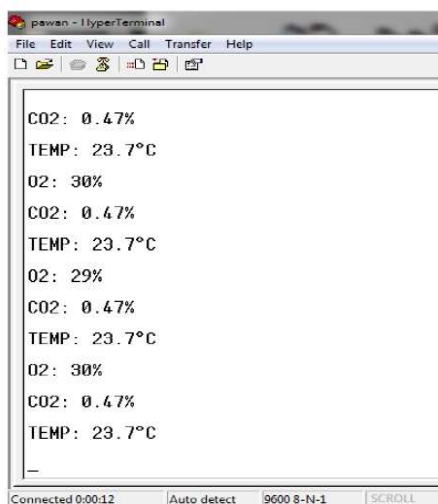 pawan - HyperTerminal
File Edit View Call Transfer Help
CO2: 0.47%
TEMP: 23.7°C
O2: 30%
CO2: 0.47%
TEMP: 23.7°C
O2: 29%
CO2: 0.47%
TEMP: 23.7°C
O2: 30%
CO2: 0.47%
TEMP: 23.7°C
_
Connected 0:00:12 Auto detect 9600 8-N-1 SCROLL